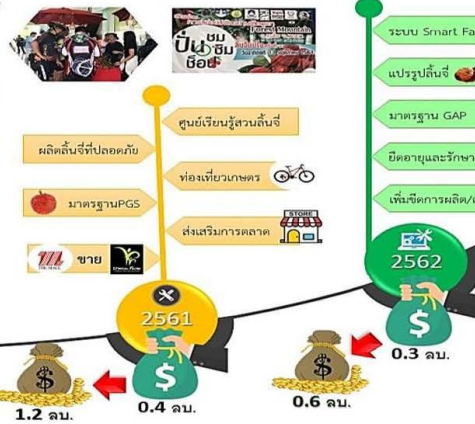 ปั่น ชม
ชิม
ช้อป
Forest Mountain
ระบบ Smart Fa
แปรรูปลิ้นจี่
มาตรฐาน GAP
ยืดอายุและรักษา
เพิ่มขีดการผลิต/
ศูนย์เรียนรู้สวนลิ้นจี่
ผลิตลิ้นจี่ที่ปลอดภัย
ท่องเที่ยวเกษตร
มาตรฐานPGS
STORE
ส่งเสริมการตลาด
ขาย
2561
2562
$
$
0.3 ลบ.
$
$
0.6 ลบ.
0.4 ลบ.
1.2 ลบ.